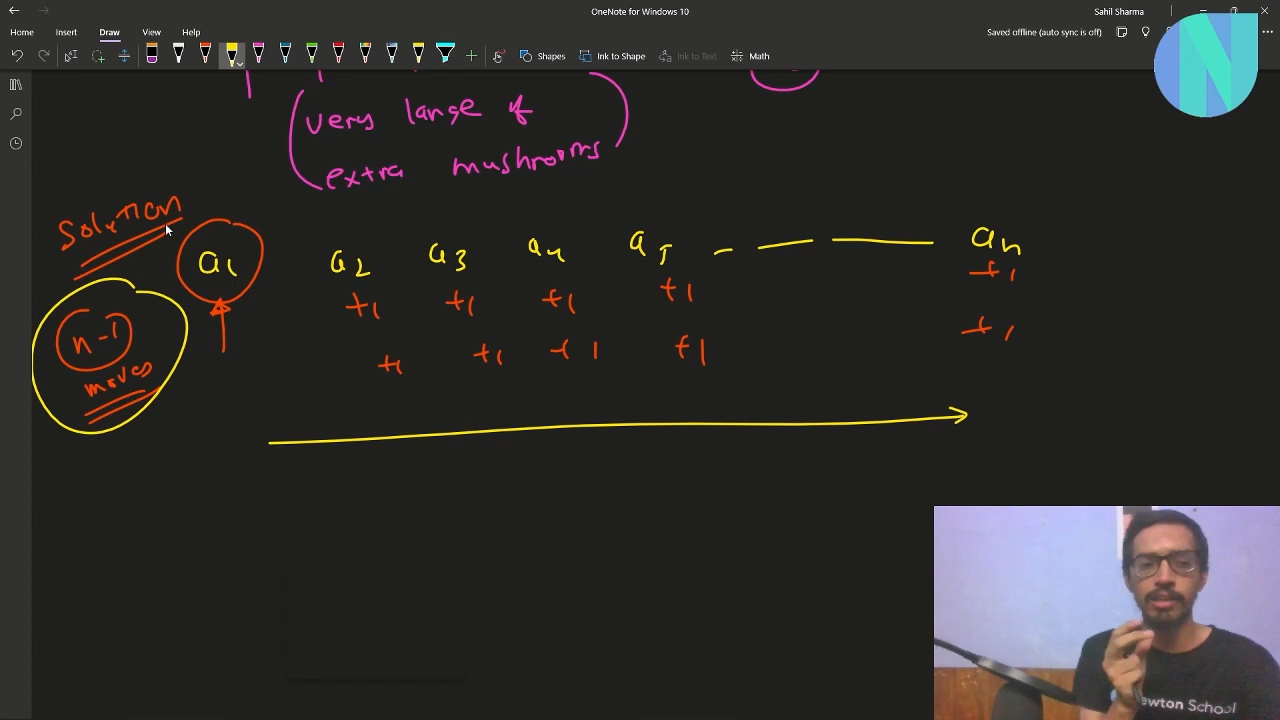 OneNote for Windows 10
Sahil Sharma
Home Insert Draw View Help
Saved offline (auto sync is off)
Shapes Ink to Shape Ink to Text Math
very large of
extra mushrooms
Solution
a1 a2 a3 a4 a5 - — — an
+1 +1 +1 +1 +1
n-1
moves
+1 +1 +1 +1 +1
ewton School